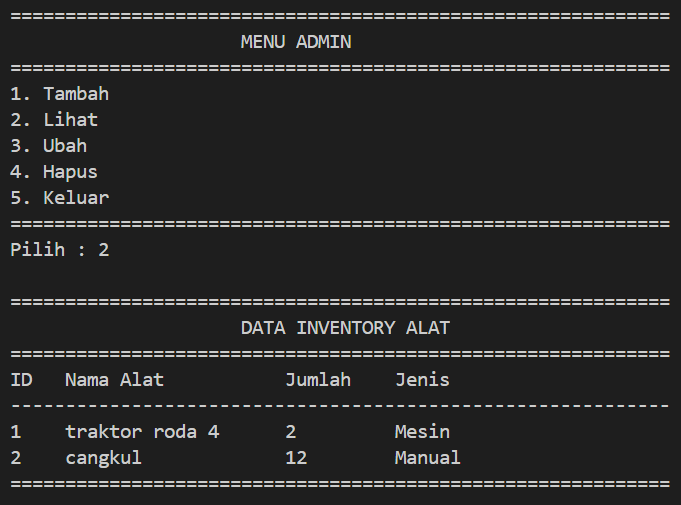 ============================================================
MENU ADMIN
============================================================
1. Tambah
2. Lihat
3. Ubah
4. Hapus
5. Keluar
============================================================
Pilih : 2
============================================================
DATA INVENTORY ALAT
============================================================
ID   Nama Alat           Jumlah    Jenis
------------------------------------------------------------
1    traktor roda 4      2         Mesin
2    cangkul             12        Manual
============================================================